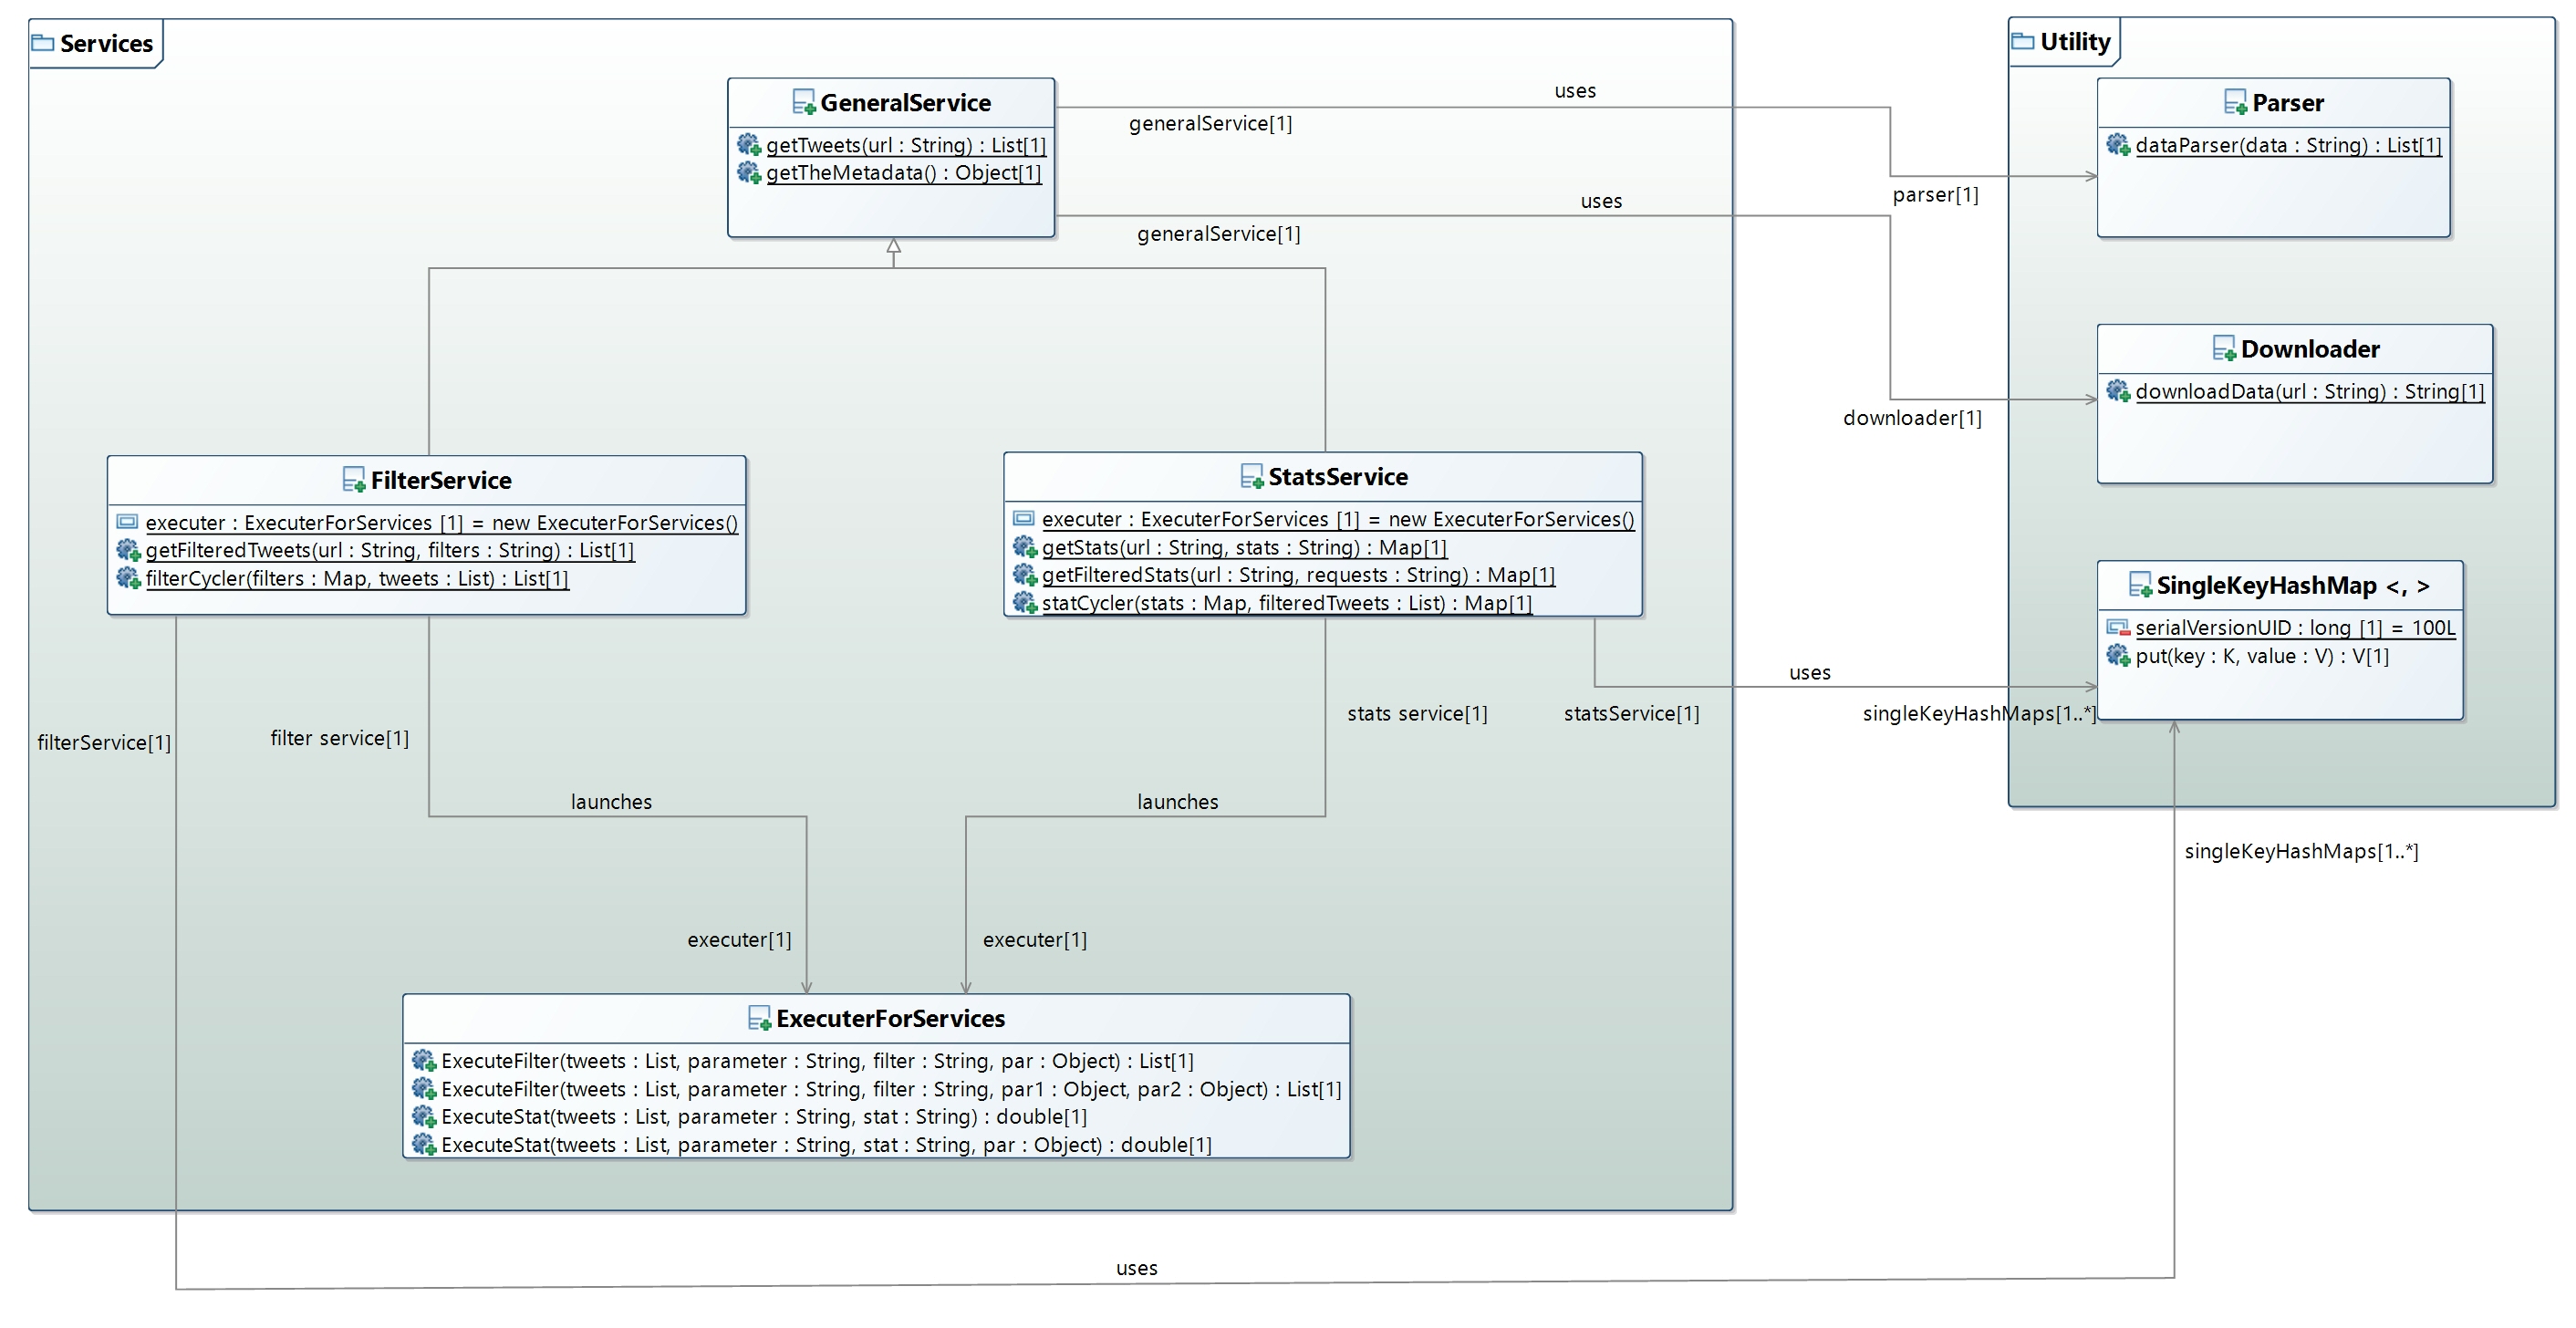 Services
GeneralService
getTweets(url : String) : List[1]
getTheMetadata() : Object[1]
uses
generalService[1]
parser[1]
uses
generalService[1]
downloader[1]
Utility
Parser
dataParser(data : String) : List[1]
Downloader
downloadData(url : String) : String[1]
SingleKeyHashMap <, >
serialVersionUID : long [1] = 100L
put(key : K, value : V) : V[1]
FilterService
executer : ExecuterForServices [1] = new ExecuterForServices()
getFilteredTweets(url : String, filters : String) : List[1]
filterCycler(filters : Map, tweets : List) : List[1]
StatsService
executer : ExecuterForServices [1] = new ExecuterForServices()
getStats(url : String, stats : String) : Map[1]
getFilteredStats(url : String, requests : String) : Map[1]
statCycler(stats : Map, filteredTweets : List) : Map[1]
uses
filterService[1]
filter service[1]
stats service[1]
statsService[1]
singleKeyHashMaps[1..*]
launches
launches
singleKeyHashMaps[1..*]
executer[1]
executer[1]
ExecuterForServices
ExecuteFilter(tweets : List, parameter : String, filter : String, par : Object) : List[1]
ExecuteFilter(tweets : List, parameter : String, filter : String, par1 : Object, par2 : Object) : List[1]
ExecuteStat(tweets : List, parameter : String, stat : String) : double[1]
ExecuteStat(tweets : List, parameter : String, stat : String, par : Object) : double[1]
uses